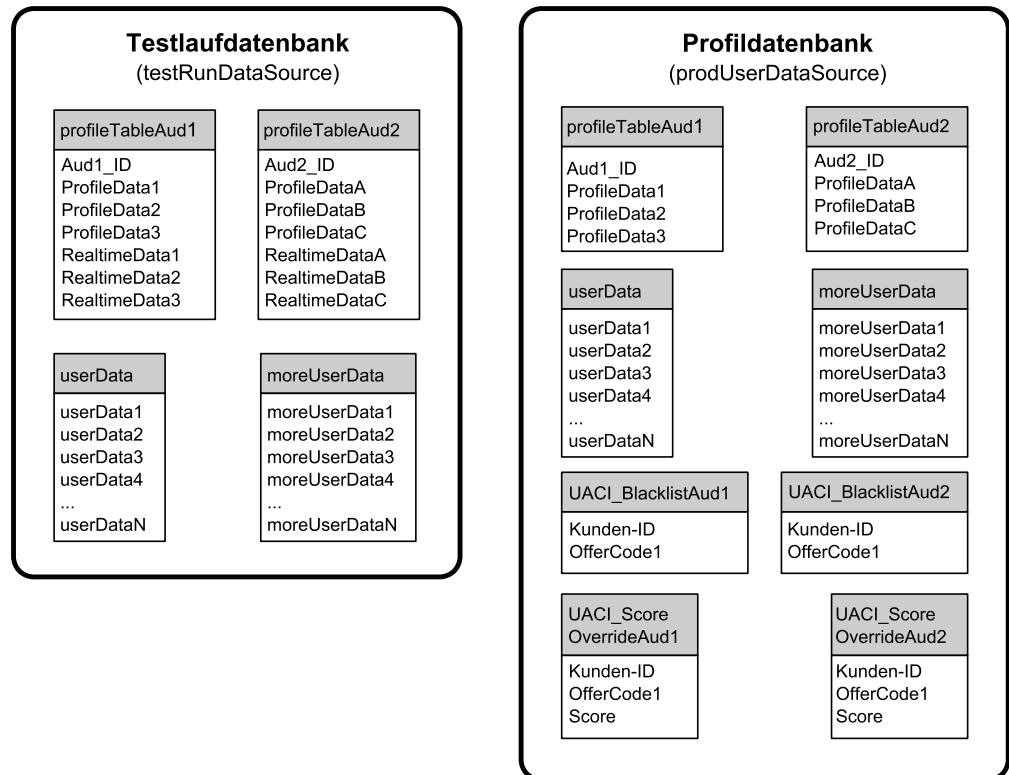 Testlaufdatenbank
(testRunDataSource)
profileTableAud1
Aud1_ID
ProfileData1
ProfileData2
ProfileData3
RealtimeData1
RealtimeData2
RealtimeData3
profileTableAud2
Aud2_ID
ProfileDataA
ProfileDataB
ProfileDataC
RealtimeDataA
RealtimeDataB
RealtimeDataC
userData
userData1
userData2
userData3
userData4
...
userDataN
moreUserData
moreUserData1
moreUserData2
moreUserData3
moreUserData4
...
moreUserDataN
Profildatenbank
(prodUserDataSource)
profileTableAud1
Aud1_ID
ProfileData1
ProfileData2
ProfileData3
profileTableAud2
Aud2_ID
ProfileDataA
ProfileDataB
ProfileDataC
userData
userData1
userData2
userData3
userData4
...
userDataN
moreUserData
moreUserData1
moreUserData2
moreUserData3
moreUserData4
...
moreUserDataN
UACI_BlacklistAud1
Kunden-ID
OfferCode1
UACI_BlacklistAud2
Kunden-ID
OfferCode1
UACI_Score
OverrideAud1
Kunden-ID
OfferCode1
Score
UACI_Score
OverrideAud2
Kunden-ID
OfferCode1
Score